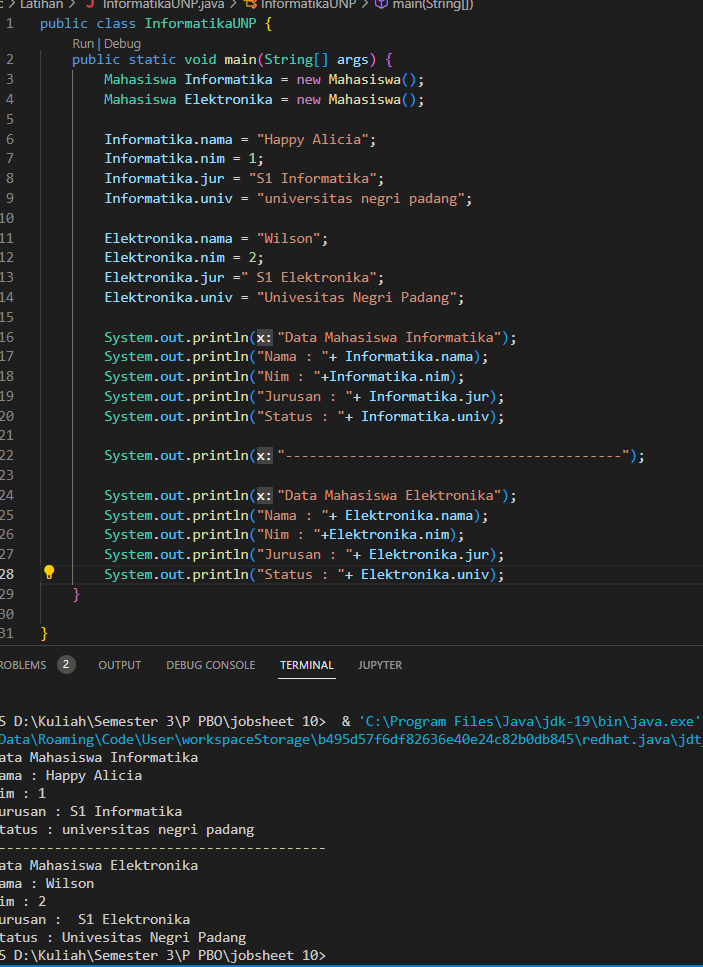 c > Latihan > J InformatikaUNP.java > InformatikaUNP > main(String[])
1 public class InformatikaUNP {
Run | Debug
2 public static void main(String[] args) {
3 Mahasiswa Informatika = new Mahasiswa();
4 Mahasiswa Elektronika = new Mahasiswa();
5
6 Informatika.nama = "Happy Alicia";
7 Informatika.nim = 1;
8 Informatika.jur = "S1 Informatika";
9 Informatika.univ = "universitas negri padang";
10
11 Elektronika.nama = "Wilson";
12 Elektronika.nim = 2;
13 Elektronika.jur =" S1 Elektronika";
14 Elektronika.univ = "Univesitas Negri Padang";
15
16 System.out.println(x: "Data Mahasiswa Informatika");
17 System.out.println("Nama : "+ Informatika.nama);
18 System.out.println("Nim : "+Informatika.nim);
19 System.out.println("Jurusan : "+ Informatika.jur);
20 System.out.println("Status : "+ Informatika.univ);
21
22 System.out.println(x: "------------------------------------------");
23
24 System.out.println(x: "Data Mahasiswa Elektronika");
25 System.out.println("Nama : "+ Elektronika.nama);
26 System.out.println("Nim : "+Elektronika.nim);
27 System.out.println("Jurusan : "+ Elektronika.jur);
28 System.out.println("Status : "+ Elektronika.univ);
29 }
30
31 }
ROBLEMS 2 OUTPUT DEBUG CONSOLE TERMINAL JUPYTER
S D:\Kuliah\Semester 3\P PBO\jobsheet 10> & 'C:\Program Files\Java\jdk-19\bin\java.exe'
Data\Roaming\Code\User\workspaceStorage\b495d57f6df82636e40e24c82b0db845\redhat.java\jdt_
ata Mahasiswa Informatika
ama : Happy Alicia
im : 1
urusan : S1 Informatika
tatus : universitas negri padang
-----------------------------------------
ata Mahasiswa Elektronika
ama : Wilson
im : 2
urusan :  S1 Elektronika
tatus : Univesitas Negri Padang
S D:\Kuliah\Semester 3\P PBO\jobsheet 10>